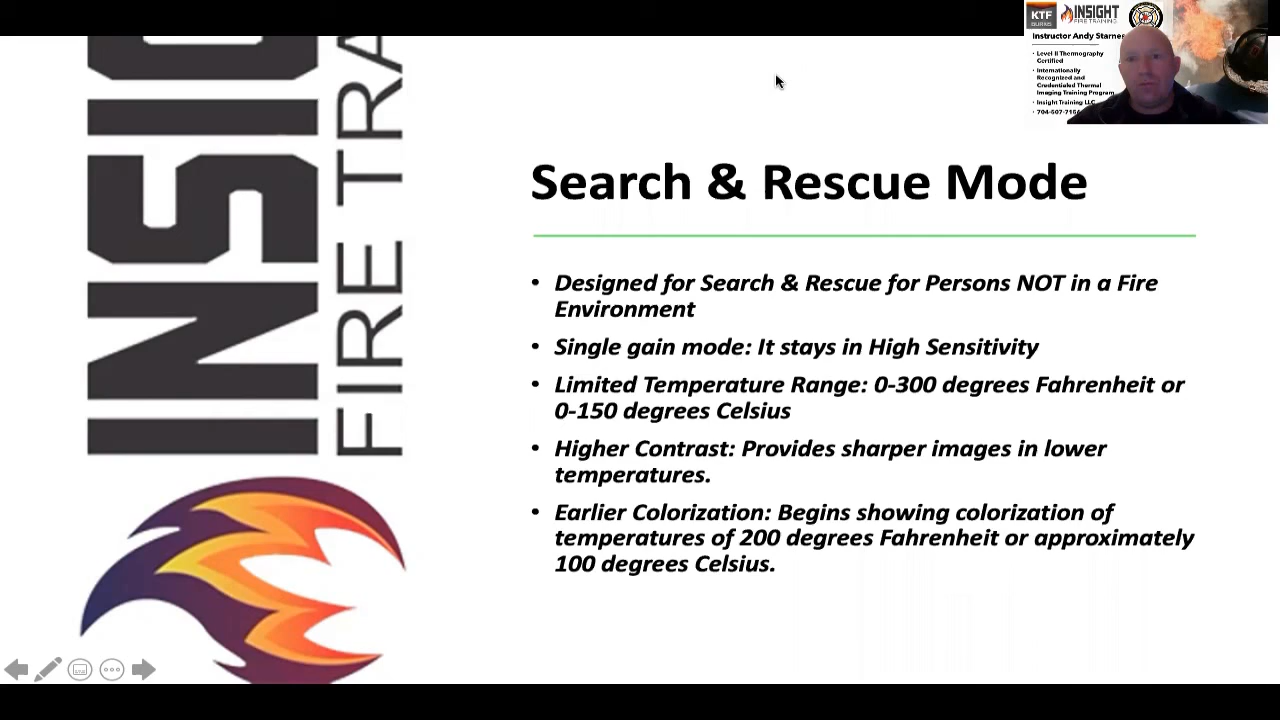 KTF
BURNS
INSIGHT
FIRE TRAINING
Instructor Andy Starnes
• Level II Thermography
Certified
• Internationally
Recognized and
Credentialed Thermal
Imaging Training Program
• Insight Training LLC
Search & Rescue Mode
• Designed for Search & Rescue for Persons NOT in a Fire
Environment
• Single gain mode: It stays in High Sensitivity
• Limited Temperature Range: 0-300 degrees Fahrenheit or
0-150 degrees Celsius
• Higher Contrast: Provides sharper images in lower
temperatures.
• Earlier Colorization: Begins showing colorization of
temperatures of 200 degrees Fahrenheit or approximately
100 degrees Celsius.
INSIG
FIRE TRA